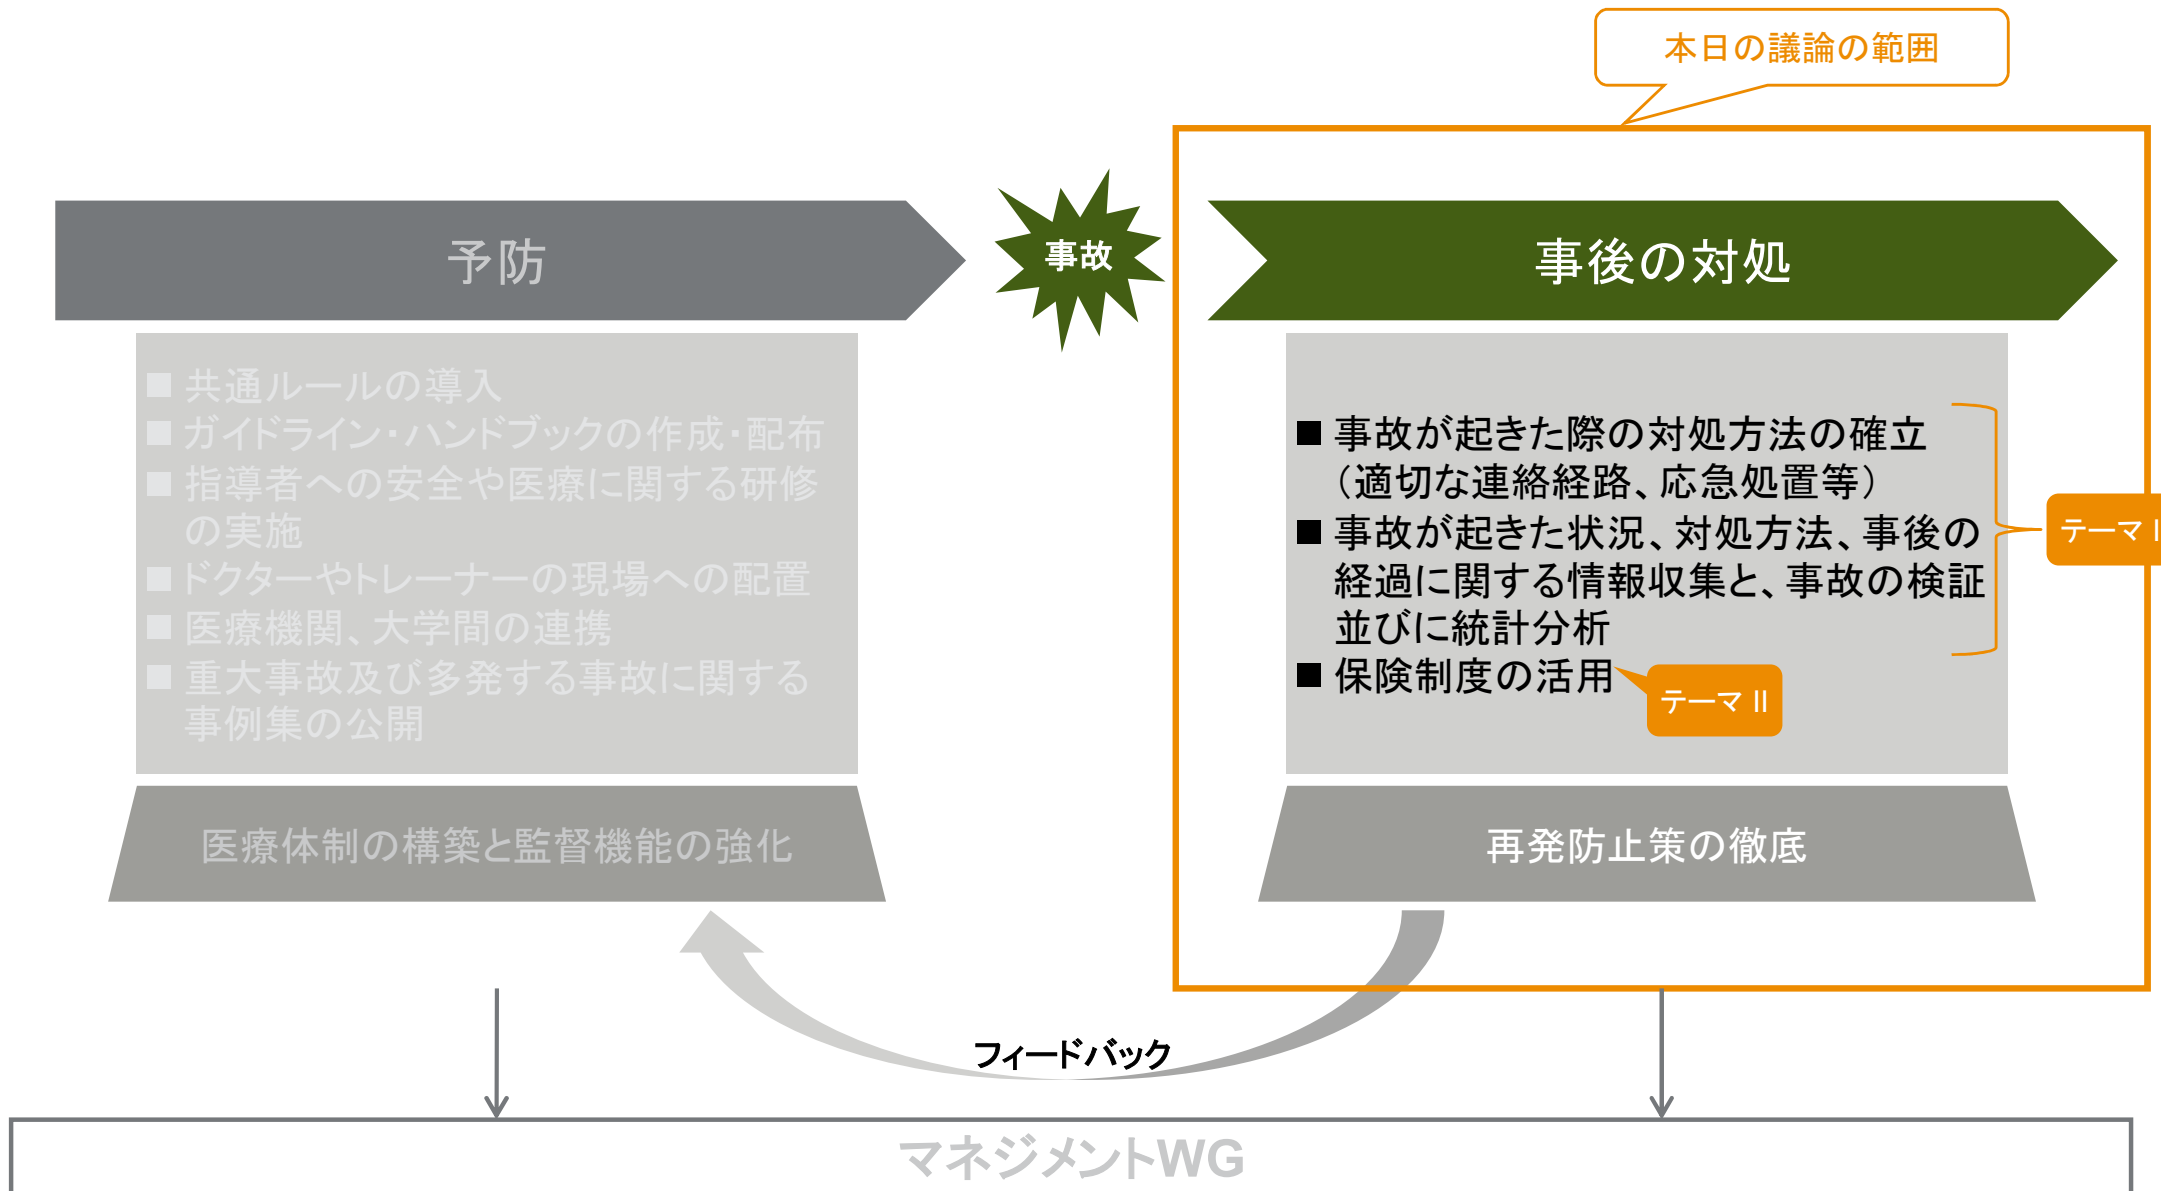 本日の議論の範囲
予防
事故
事後の対処
■ 共通ルールの導入
■ ガイドライン・ハンドブックの作成・配布
■ 指導者への安全や医療に関する研修
の実施
■ ドクターやトレーナーの現場への配置
■ 医療機関、大学間の連携
■ 重大事故及び多発する事故に関する
事例集の公開
医療体制の構築と監督機能の強化
■ 事故が起きた際の対処方法の確立
（適切な連絡経路、応急処置等）
■ 事故が起きた状況、対処方法、事後の
経過に関する情報収集と、事故の検証
並びに統計分析
■ 保険制度の活用
テーマⅠ
テーマⅡ
再発防止策の徹底
フィードバック
マネジメントWG